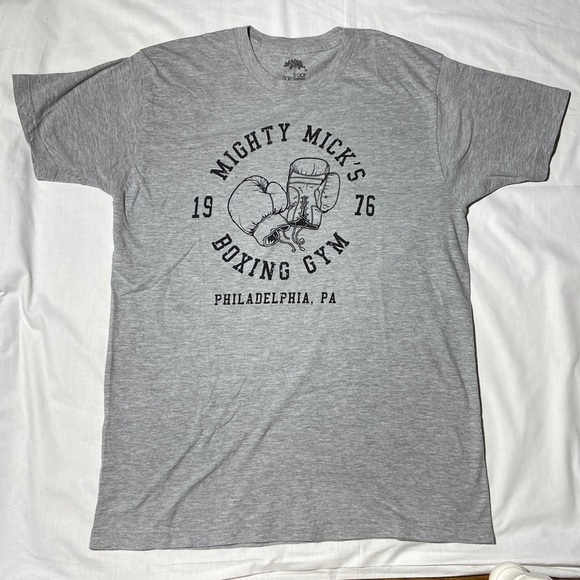 MIGHTY MICK'S
19 76
BOXING GYM
PHILADELPHIA, PA